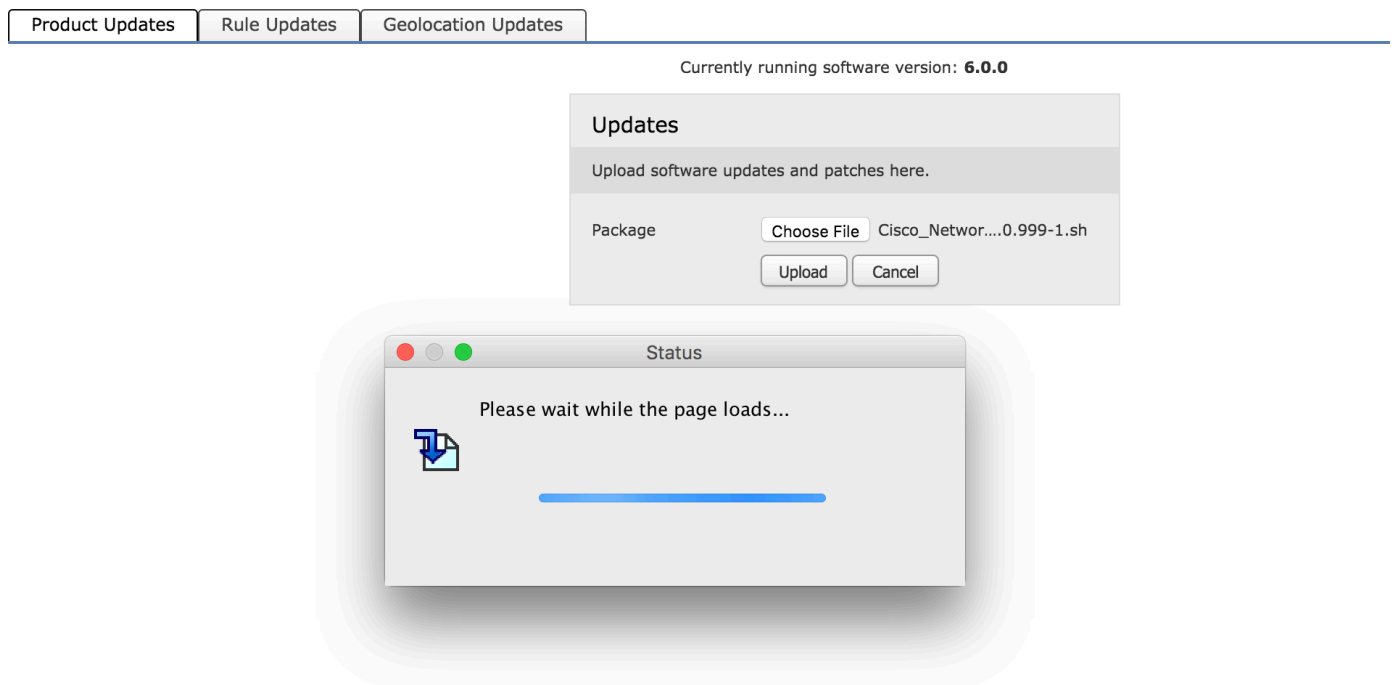 Product Updates Rule Updates Geolocation Updates
Currently running software version: 6.0.0
Updates
Upload software updates and patches here.
Package Choose File Cisco_Networ....0.999-1.sh
Upload Cancel
Status
Please wait while the page loads...